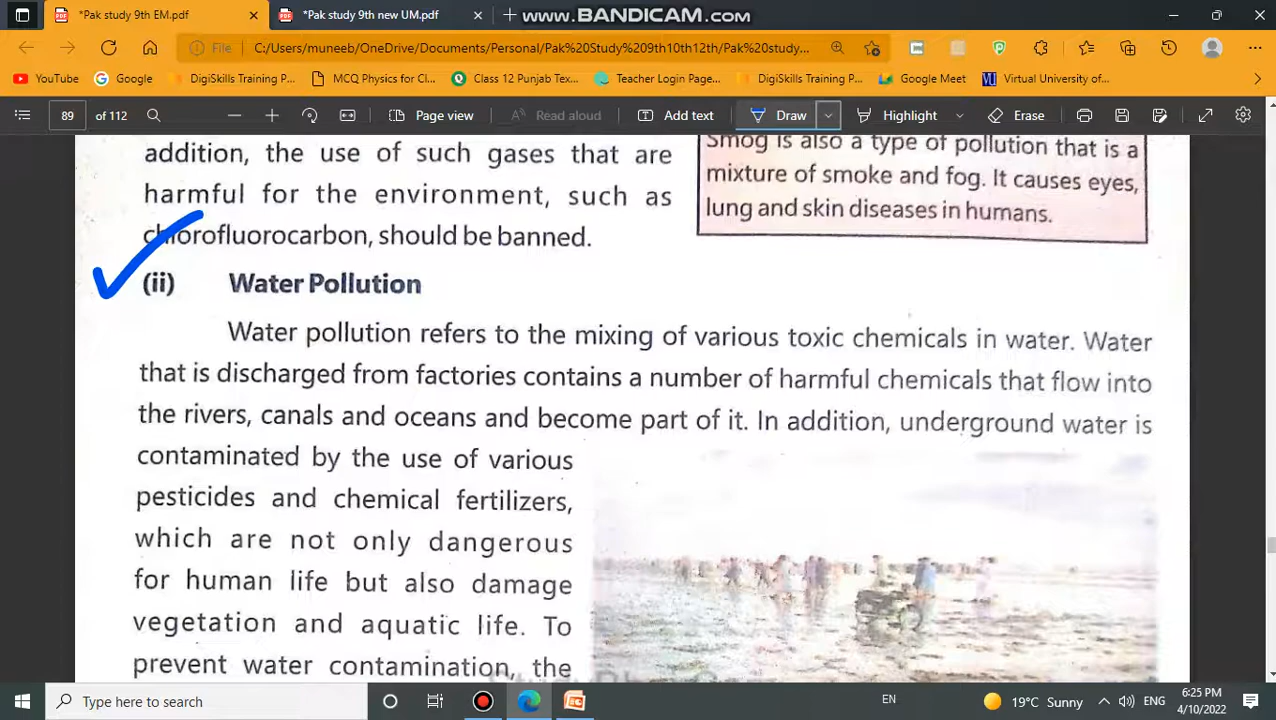 *Pak study 9th EM.pdf
*Pak study 9th new UM.pdf
www.BANDICAM.com
File
C:/Users/muneeb/OneDrive/Documents/Personal/Pak%20Study%209th10th12th/Pak%20study...
YouTube
Google
DigiSkills Training P...
MCQ Physics for Cl...
Class 12 Punjab Tex...
Teacher Login Page...
DigiSkills Training P...
Google Meet
VU Virtual University of...
89 of 112
Page view
Read aloud
Add text
Draw
Highlight
Erase
addition, the use of such gases that are
harmful for the environment, such as
chlorofluorocarbon, should be banned.
Smog is also a type of pollution that is a
mixture of smoke and fog. It causes eyes,
lung and skin diseases in humans.
(ii) Water Pollution
Water pollution refers to the mixing of various toxic chemicals in water. Water
that is discharged from factories contains a number of harmful chemicals that flow into
the rivers, canals and oceans and become part of it. In addition, underground water is
contaminated by the use of various
pesticides and chemical fertilizers,
which are not only dangerous
for human life but also damage
vegetation and aquatic life. To
prevent water contamination, the
Type here to search
EN
19°C Sunny
ENG
6:25 PM
4/10/2022